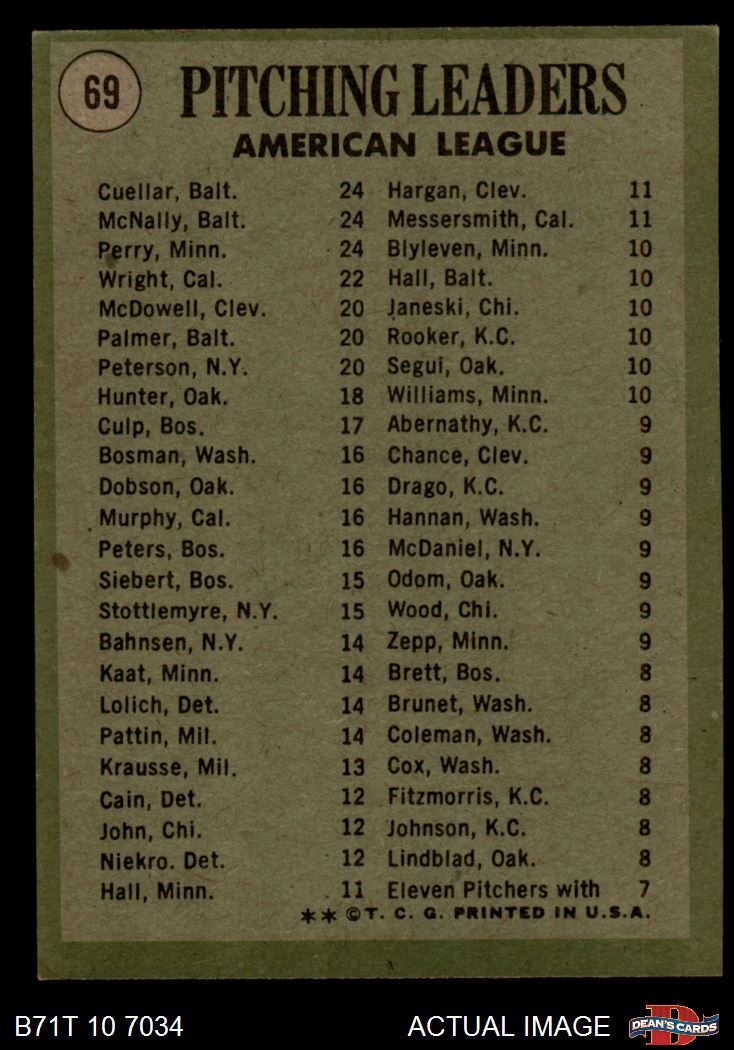 69
PITCHING LEADERS
AMERICAN LEAGUE
Cuellar, Balt. 24 Hargan, Clev. 11
McNally, Balt. 24 Messersmith, Cal. 11
Perry, Minn. 24 Blyleven, Minn. 10
Wright, Cal. 22 Hall, Balt. 10
McDowell, Clev. 20 Janeski, Chi. 10
Palmer, Balt. 20 Rooker, K.C. 10
Peterson, N.Y. 20 Segui, Oak. 10
Hunter, Oak. 18 Williams, Minn. 10
Culp, Bos. 17 Abernathy, K.C. 9
Bosman, Wash. 16 Chance, Clev. 9
Dobson, Oak. 16 Drago, K.C. 9
Murphy, Cal. 16 Hannan, Wash. 9
Peters, Bos. 16 McDaniel, N.Y. 9
Siebert, Bos. 15 Odom, Oak. 9
Stottlemyre, N.Y. 15 Wood, Chi. 9
Bahnsen, N.Y. 14 Zepp, Minn. 9
Kaat, Minn. 14 Brett, Bos. 8
Lolich, Det. 14 Brunet, Wash. 8
Pattin, Mil. 14 Coleman, Wash. 8
Krausse, Mil. 13 Cox, Wash. 8
Cain, Det. 12 Fitzmorris, K.C. 8
John, Chi. 12 Johnson, K.C. 8
Niekro. Det. 12 Lindblad, Oak. 8
Hall, Minn. 11 Eleven Pitchers with 7
**©T. C. G. PRINTED IN U.S.A.
B71T 10 7034 ACTUAL IMAGE D DEAN'S CARDS